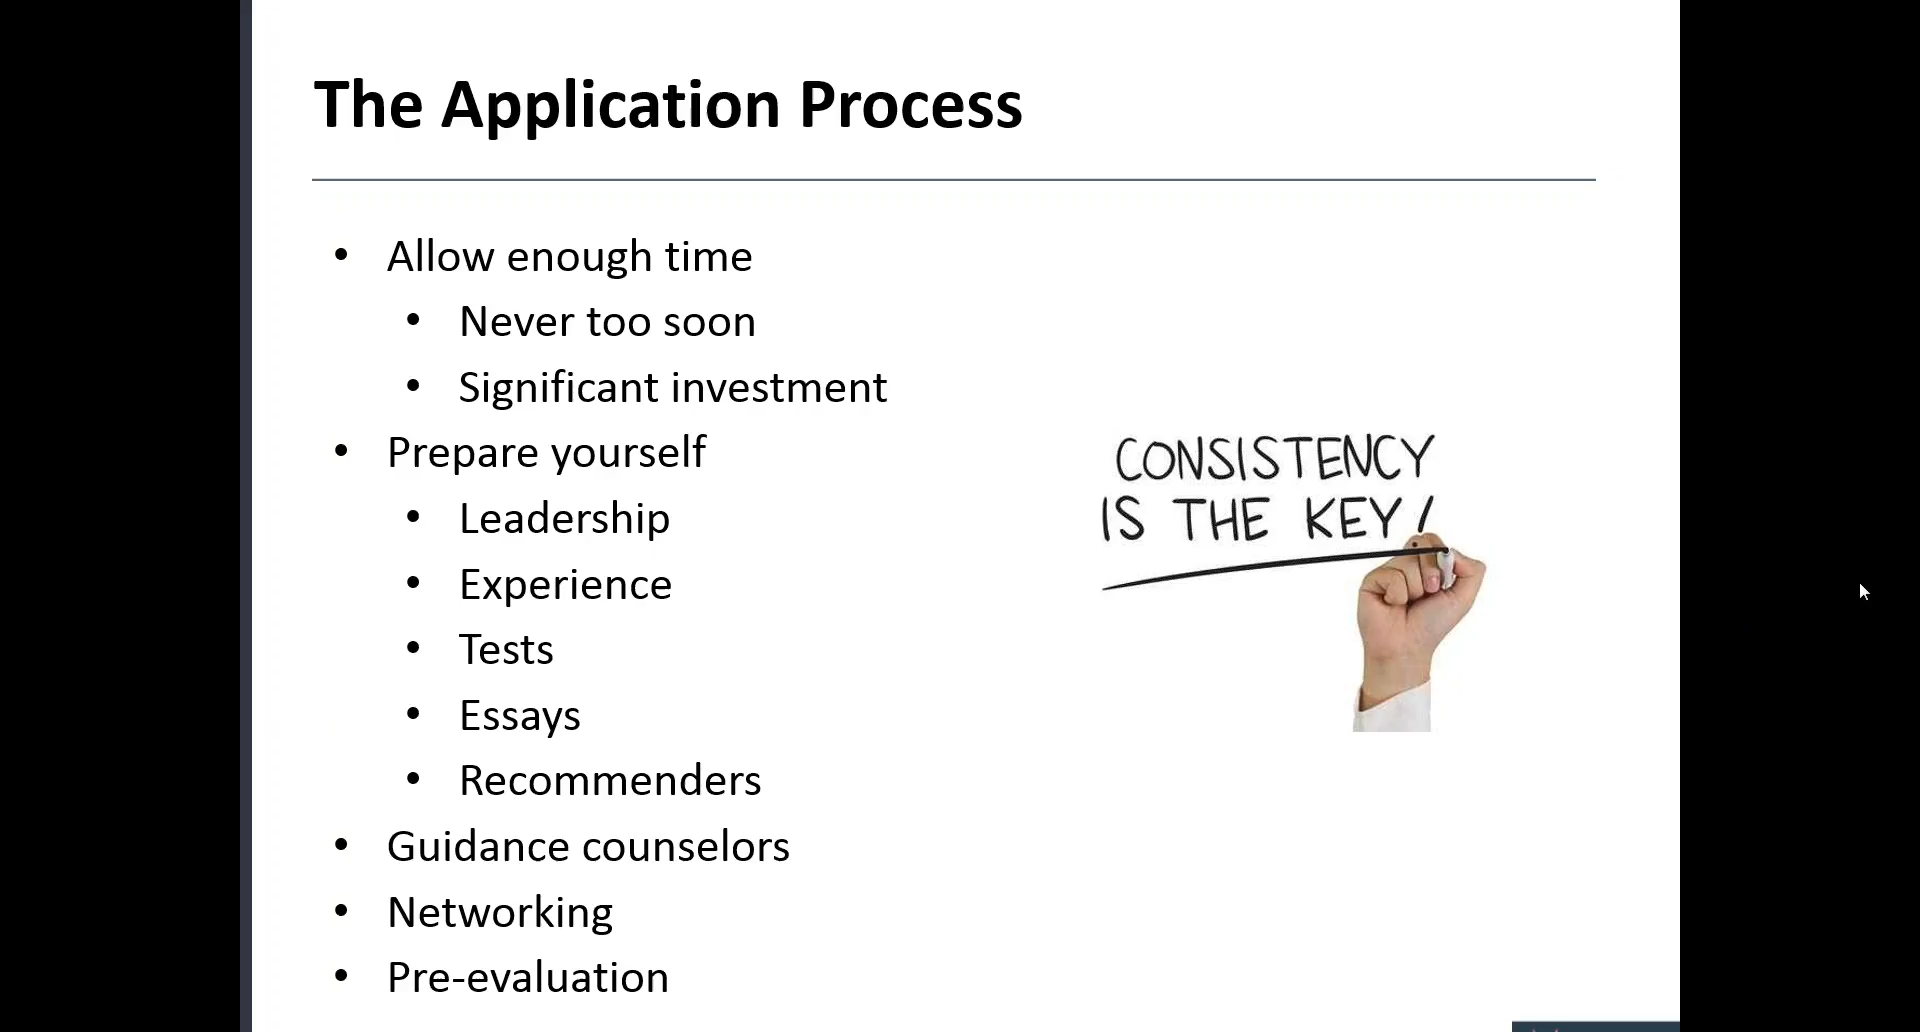 The Application Process
• Allow enough time
• Never too soon
• Significant investment
• Prepare yourself
• Leadership
• Experience
• Tests
• Essays
• Recommenders
• Guidance counselors
• Networking
• Pre-evaluation
CONSISTENCY
IS THE KEY!